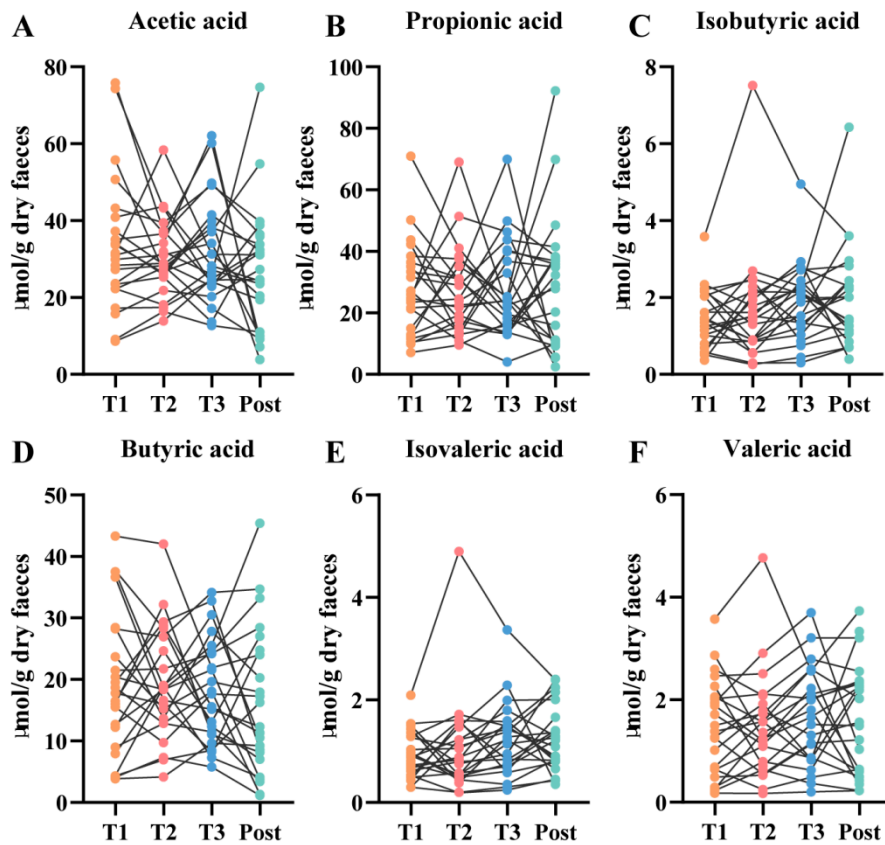 A Acetic acid
B Propionic acid
C Isobutyric acid
µmol/g dry faeces
80
60
40
20
0
T1 T2 T3 Post
µmol/g dry faeces
100
80
60
40
20
0
T1 T2 T3 Post
µmol/g dry faeces
8
6
4
2
0
T1 T2 T3 Post
D Butyric acid
E Isovaleric acid
F Valeric acid
µmol/g dry faeces
50
40
30
20
10
0
T1 T2 T3 Post
µmol/g dry faeces
6
4
2
0
T1 T2 T3 Post
µmol/g dry faeces
6
4
2
0
T1 T2 T3 Post